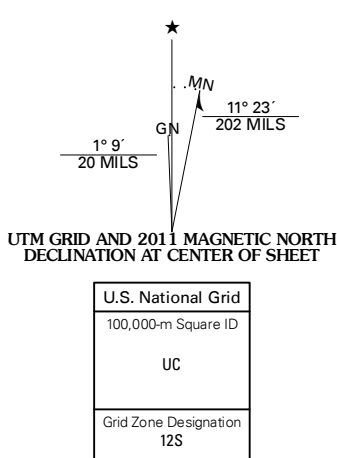 ★
MN
11° 23´
202 MILS
GN
1° 9´
20 MILS
UTM GRID AND 2011 MAGNETIC NORTH
DECLINATION AT CENTER OF SHEET
U.S. National Grid
100,000-m Square ID
UC
Grid Zone Designation
12S